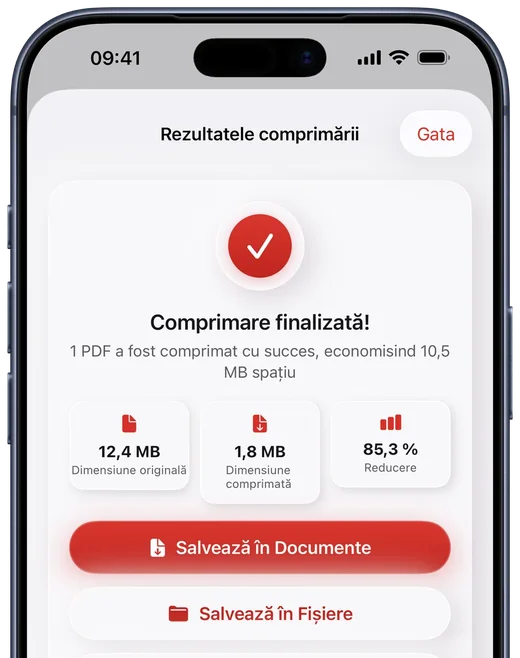 09:41
Rezultatele comprimării
Gata
Comprimare finalizată!
1 PDF a fost comprimat cu succes, economisind 10,5
MB spațiu
12,4 MB
Dimensiune originală
1,8 MB
Dimensiune
comprimată
85,3 %
Reducere
Salvează în Documente
Salvează în Fișiere